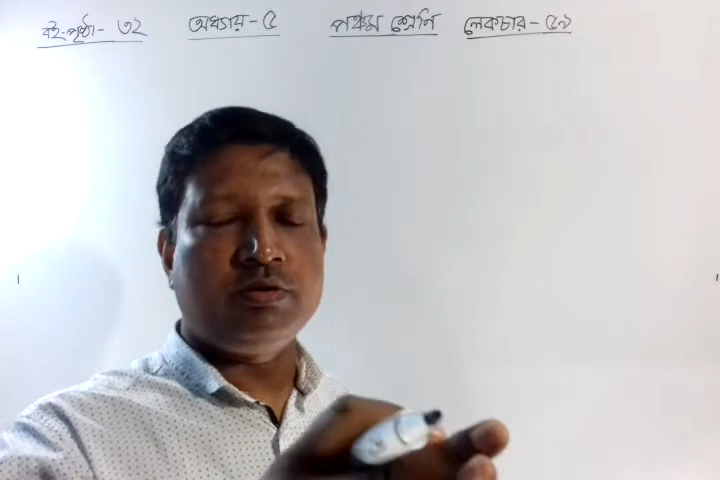 বই-পৃষ্ঠা- ৩২ অধ্যায়-৫ পঞ্চম শ্রেণি লেকচার-৫৯